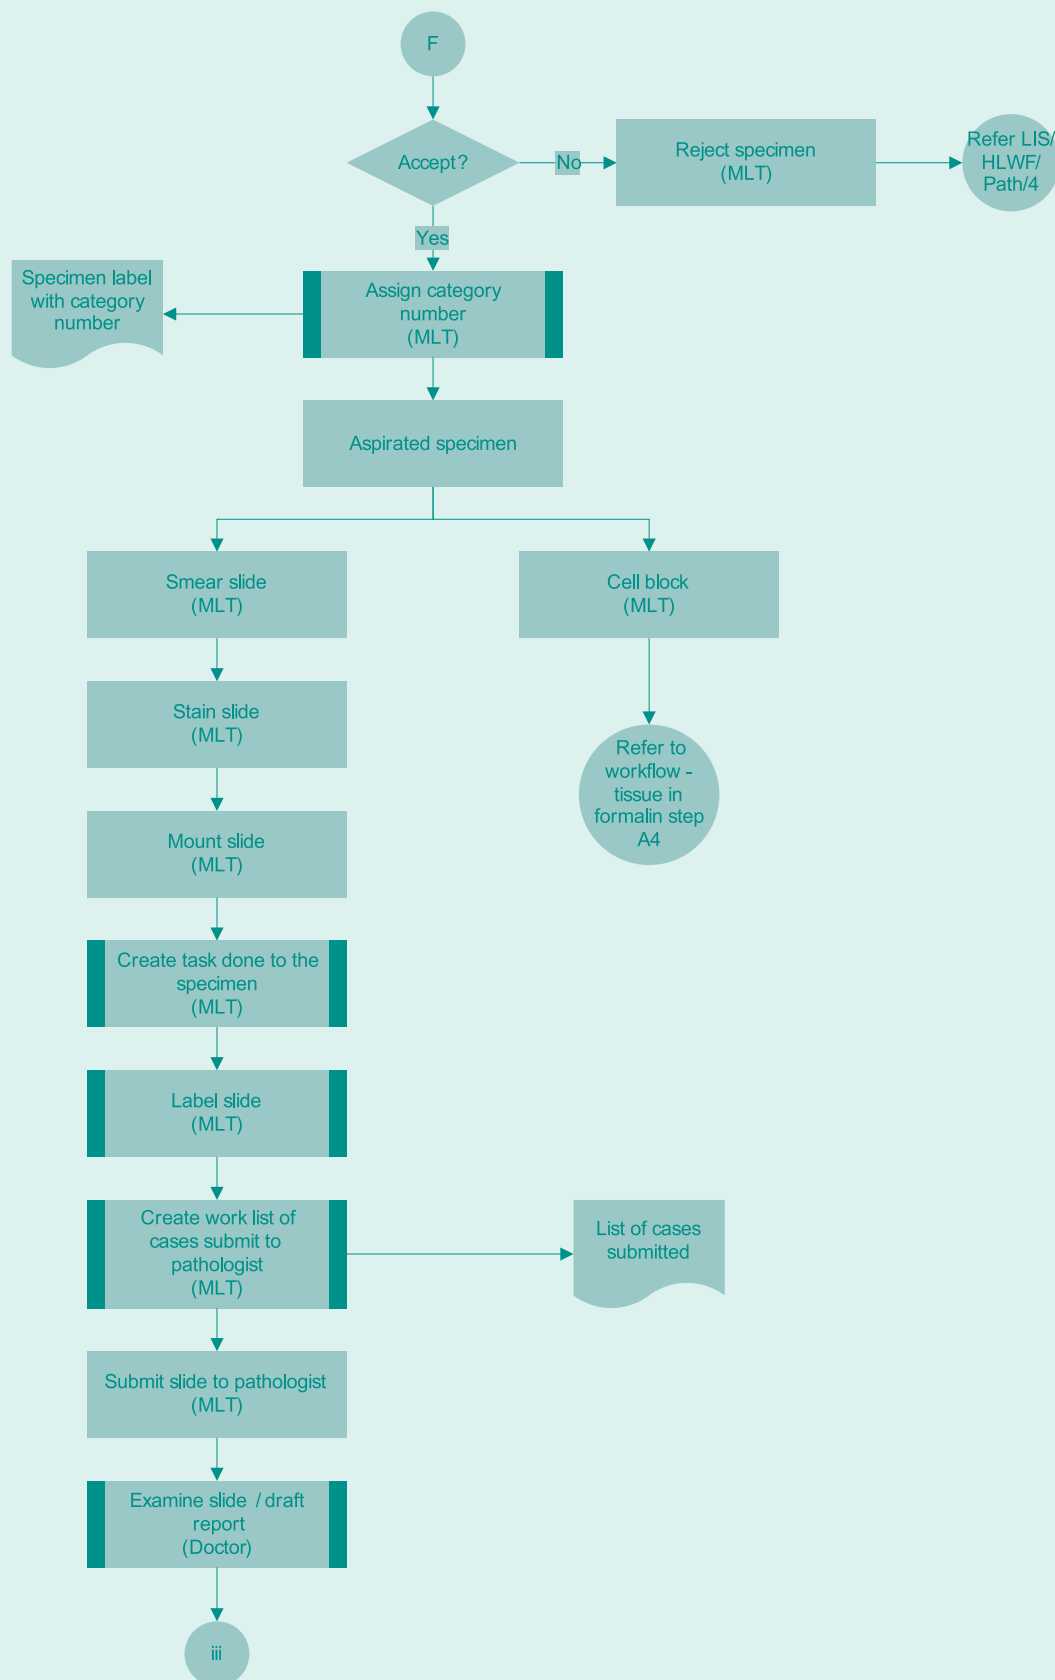 F
Accept?
No
Reject specimen
(MLT)
Refer LIS/
HLWF/
Path/4
Yes
Specimen label
with category
number
Assign category
number
(MLT)
Aspirated specimen
Smear slide
(MLT)
Cell block
(MLT)
Stain slide
(MLT)
Refer to
workflow -
tissue in
formalin step
A4
Mount slide
(MLT)
Create task done to the
specimen
(MLT)
Label slide
(MLT)
Create work list of
cases submit to
pathologist
(MLT)
List of cases
submitted
Submit slide to pathologist
(MLT)
Examine slide / draft
report
(Doctor)
iii